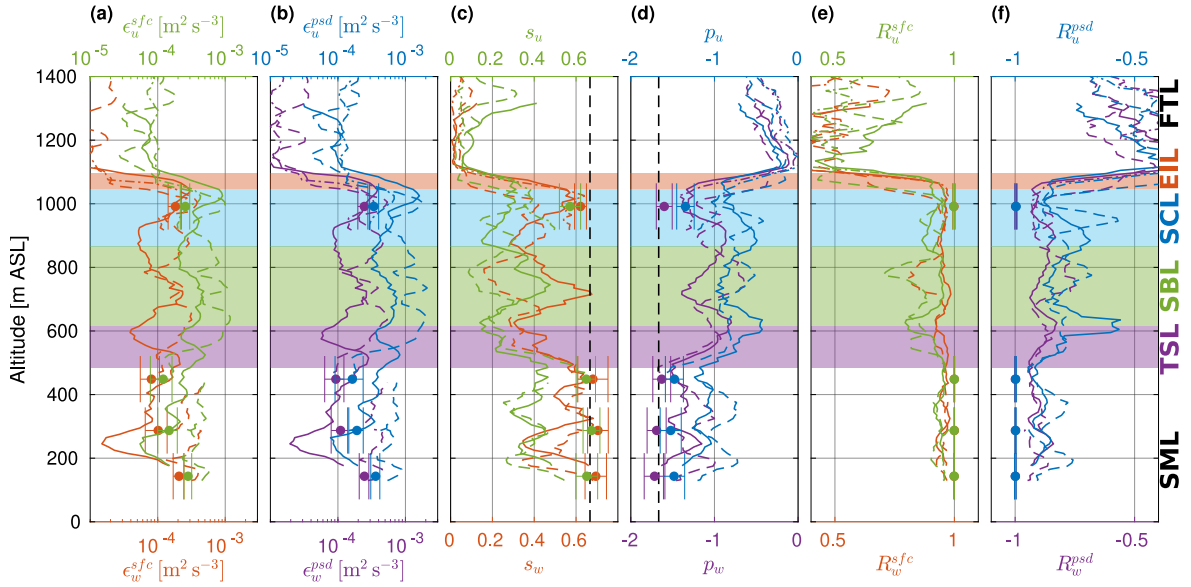 (a) (b) (c) (d) (e) (f)
ϵ_u^{sfc} [m² s⁻³] ϵ_u^{psd} [m² s⁻³] s_u p_u R_u^{sfc} R_u^{psd}
10⁻⁵ 10⁻⁴ 10⁻³ 10⁻⁵ 10⁻⁴ 10⁻³ 0 0.2 0.4 0.6 -2 -1 0 0.5 1 -1 -0.5
1400
1200
1000
800
600
400
200
0
Altitude [m ASL]
FTL
EIL
SCL
SBL
TSL
SML
10⁻⁴ 10⁻³ 10⁻⁴ 10⁻³ 0 0.2 0.4 0.6 -2 -1 0 0.5 1 -1 -0.5
ϵ_w^{sfc} [m² s⁻³] ϵ_w^{psd} [m² s⁻³] s_w p_w R_w^{sfc} R_w^{psd}